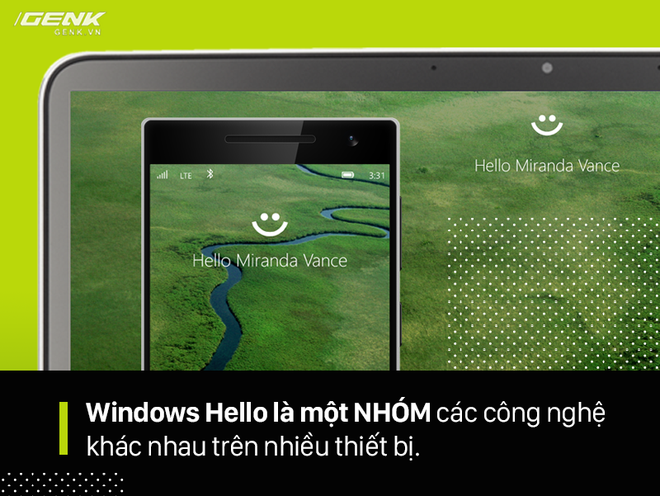 GENK
GENK.VN
Hello Miranda Vance
LTE 3:31
Hello Miranda Vance
Windows Hello là một NHÓM các công nghệ
khác nhau trên nhiều thiết bị.